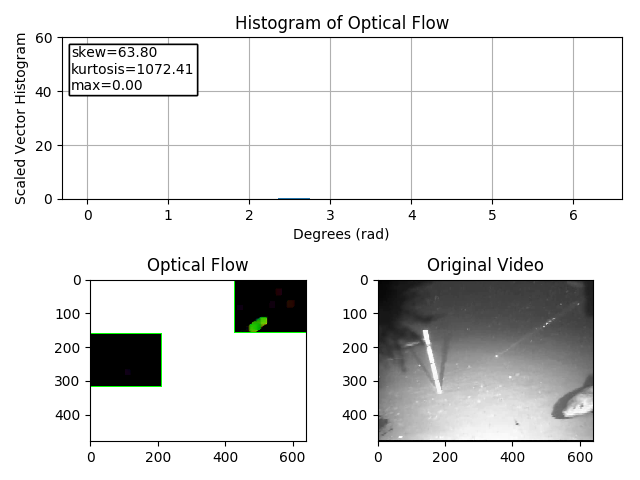 Histogram of Optical Flow
Scaled Vector Histogram
60
40
20
0
skew=63.80
kurtosis=1072.41
max=0.00
0 1 2 3 4 5 6
Degrees (rad)
Optical Flow
0
100
200
300
400
0 200 400 600
Original Video
0
100
200
300
400
0 200 400 600